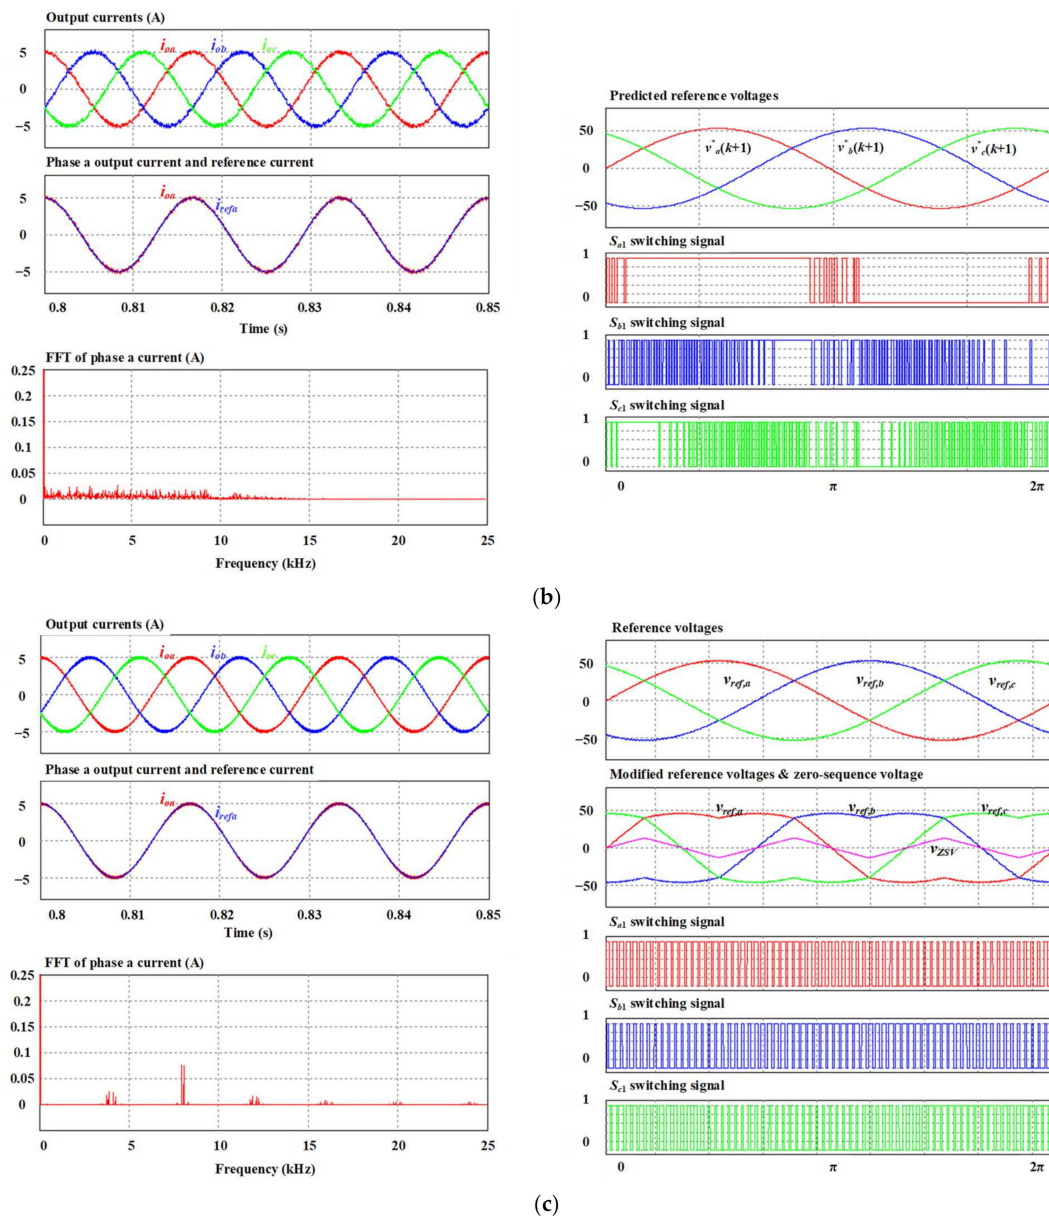 Output currents (A)
i_oa i_ob i_oc
5
0
−5
Phase a output current and reference current
i_oa
i_refa
5
0
−5
0.8 0.81 0.82 0.83 0.84 0.85
Time (s)
FFT of phase a current (A)
0.25
0.2
0.15
0.1
0.05
0
0 5 10 15 20 25
Frequency (kHz)
Predicted reference voltages
50
0
−50
v*_a(k+1) v*_b(k+1) v*_c(k+1)
S_a1 switching signal
1
0
S_b1 switching signal
1
0
S_c1 switching signal
1
0
0 π 2π
(b)
Output currents (A)
i_oa i_ob i_oc
5
0
−5
Phase a output current and reference current
i_oa
i_refa
5
0
−5
0.8 0.81 0.82 0.83 0.84 0.85
Time (s)
FFT of phase a current (A)
0.25
0.2
0.15
0.1
0.05
0
0 5 10 15 20 25
Frequency (kHz)
Reference voltages
50
0
−50
v_ref,a v_ref,b v_ref,c
Modified reference voltages & zero-sequence voltage
50
0
−50
v_ref,a v_ref,b v_ref,c
v_ZSV
S_a1 switching signal
1
0
S_b1 switching signal
1
0
S_c1 switching signal
1
0
0 π 2π
(c)